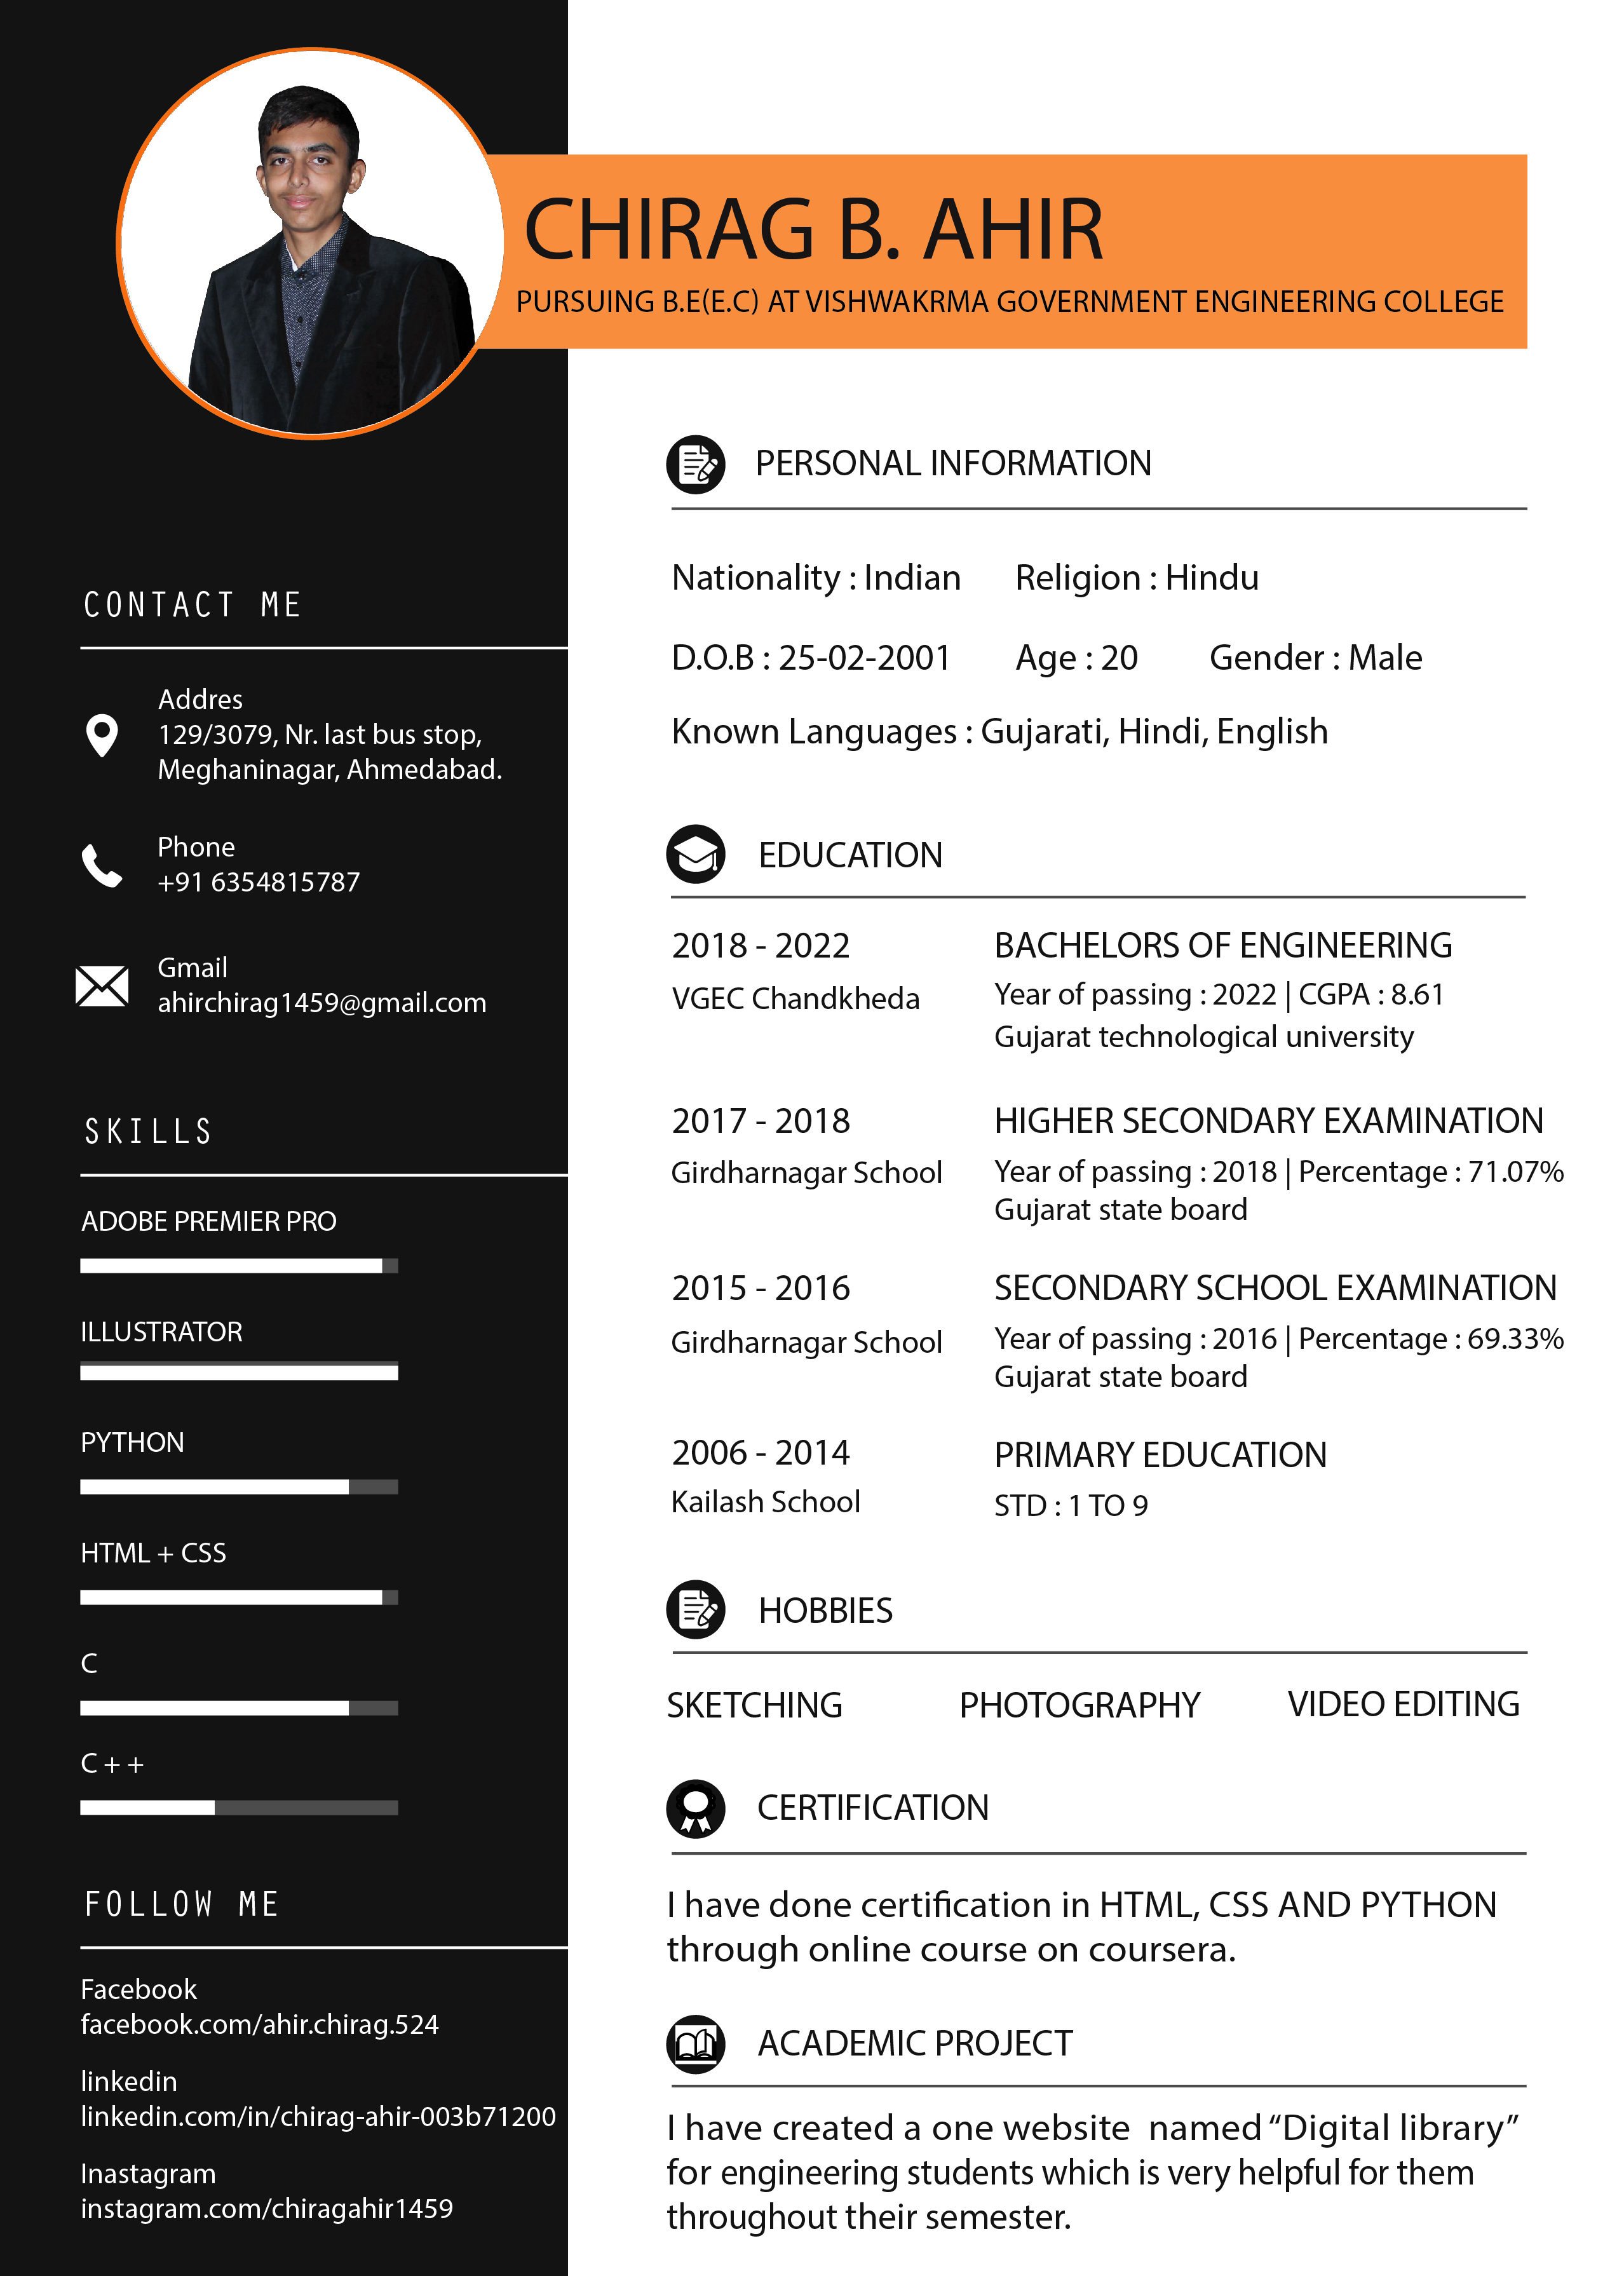 CHIRAG B. AHIR
PURSUING B.E(E.C) AT VISHWAKRMA GOVERNMENT ENGINEERING COLLEGE
CONTACT ME
Addres
129/3079, Nr. last bus stop,
Meghaninagar, Ahmedabad.
Phone
+91 6354815787
Gmail
ahirchirag1459@gmail.com
SKILLS
ADOBE PREMIER PRO
ILLUSTRATOR
PYTHON
HTML + CSS
C
C + +
FOLLOW ME
Facebook
facebook.com/ahir.chirag.524
linkedin
linkedin.com/in/chirag-ahir-003b71200
Inastagram
instagram.com/chiragahir1459
PERSONAL INFORMATION
Nationality : Indian Religion : Hindu
D.O.B : 25-02-2001 Age : 20 Gender : Male
Known Languages : Gujarati, Hindi, English
EDUCATION
2018 - 2022 BACHELORS OF ENGINEERING
VGEC Chandkheda Year of passing : 2022 | CGPA : 8.61
Gujarat technological university
2017 - 2018 HIGHER SECONDARY EXAMINATION
Girdharnagar School Year of passing : 2018 | Percentage : 71.07%
Gujarat state board
2015 - 2016 SECONDARY SCHOOL EXAMINATION
Girdharnagar School Year of passing : 2016 | Percentage : 69.33%
Gujarat state board
2006 - 2014 PRIMARY EDUCATION
Kailash School STD : 1 TO 9
HOBBIES
SKETCHING PHOTOGRAPHY VIDEO EDITING
CERTIFICATION
I have done certification in HTML, CSS AND PYTHON
through online course on coursera.
ACADEMIC PROJECT
I have created a one website named “Digital library”
for engineering students which is very helpful for them
throughout their semester.